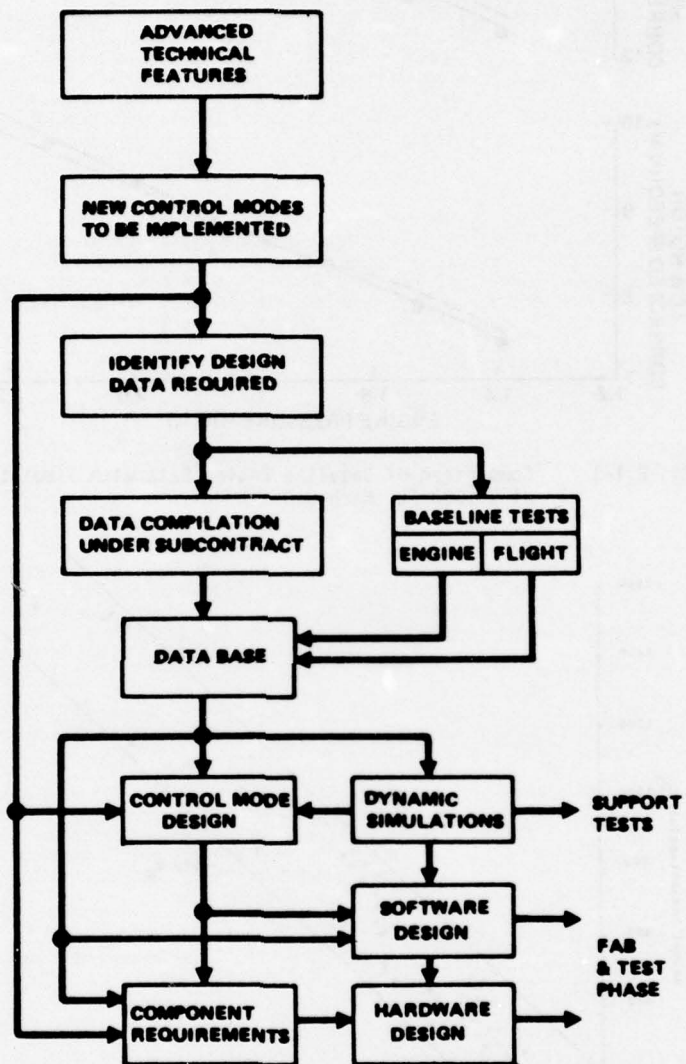 ADVANCED
TECHNICAL
FEATURES
NEW CONTROL MODES
TO BE IMPLEMENTED
IDENTIFY DESIGN
DATA REQUIRED
DATA COMPILATION
UNDER SUBCONTRACT
BASELINE TESTS
ENGINE
FLIGHT
DATA BASE
CONTROL MODE
DESIGN
DYNAMIC
SIMULATIONS
SUPPORT
TESTS
SOFTWARE
DESIGN
FAB
& TEST
PHASE
COMPONENT
REQUIREMENTS
HARDWARE
DESIGN